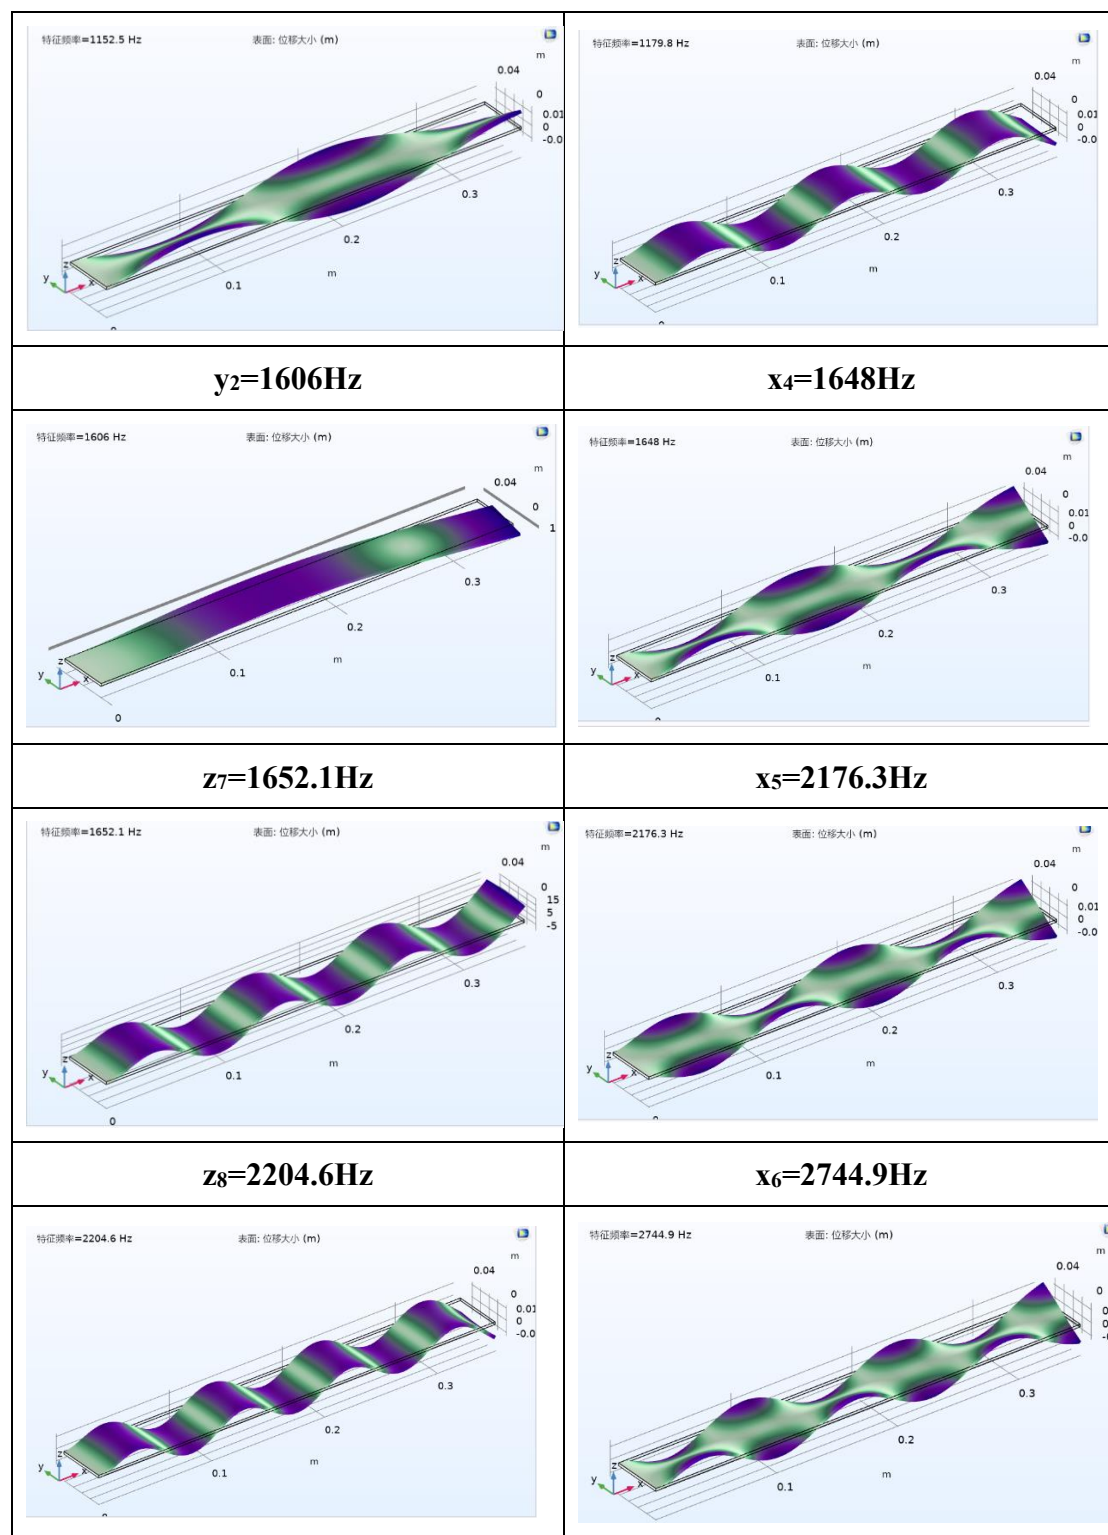 特征频率=1152.5 Hz 表面: 位移大小 (m)
m
0.04
0
0.01
0
-0.0
0.3
0.2
m
0.1
y z x
特征频率=1179.8 Hz 表面: 位移大小 (m)
m
0.04
0
0.01
0
-0.0
0.3
0.2
m
0.1
y z x
y₂=1606Hz x₄=1648Hz
特征频率=1606 Hz 表面: 位移大小 (m)
m
0.04
0
1
0.3
0.2
m
0.1
y z x
0
特征频率=1648 Hz 表面: 位移大小 (m)
m
0.04
0
0.01
0
-0.0
0.3
0.2
m
0.1
y z x
z₇=1652.1Hz x₅=2176.3Hz
特征频率=1652.1 Hz 表面: 位移大小 (m)
m
0.04
0
15
5
-5
0.3
0.2
m
0.1
y z x
0
特征频率=2176.3 Hz 表面: 位移大小 (m)
m
0.04
0
0.01
0
-0.0
0.3
0.2
m
0.1
y z x
z₈=2204.6Hz x₆=2744.9Hz
特征频率=2204.6 Hz 表面: 位移大小 (m)
m
0.04
0
0.01
0
-0.0
0.3
0.2
m
0.1
y z x
特征频率=2744.9 Hz 表面: 位移大小 (m)
m
0.04
0
0.3
0.2
m
0.1
y z x